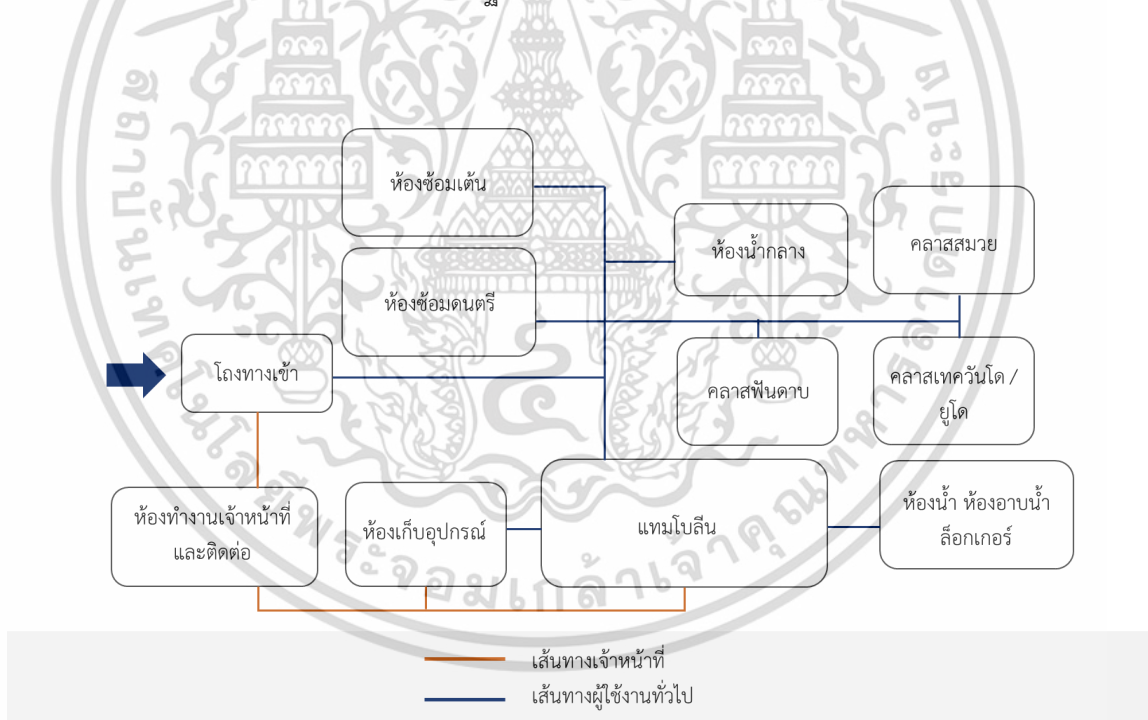 ห้องซ้อมเต้น
ห้องน้ำกลาง
คลาสสมวย
ห้องซ้อมดนตรี
โถงทางเข้า
คลาสฟันดาบ
คลาสเทควันโด /
ยูโด
ห้องทำงานเจ้าหน้าที่
และติดต่อ
ห้องเก็บอุปกรณ์
แทมโบลีน
ห้องน้ำ ห้องอาบน้ำ
ล็อกเกอร์
เส้นทางเจ้าหน้าที่
เส้นทางผู้ใช้งานทั่วไป